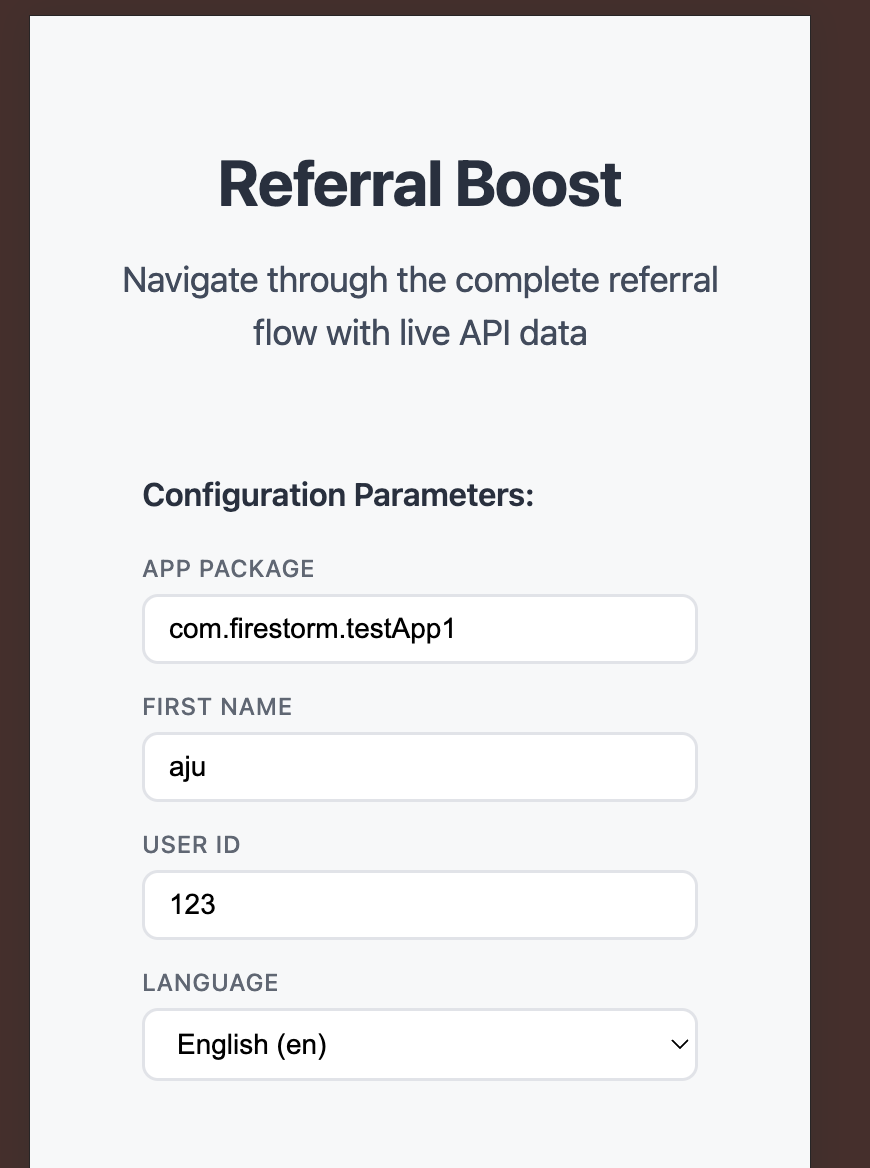 Referral Boost
Navigate through the complete referral
flow with live API data
Configuration Parameters:
APP PACKAGE
com.firestorm.testApp1
FIRST NAME
aju
USER ID
123
LANGUAGE
English (en)